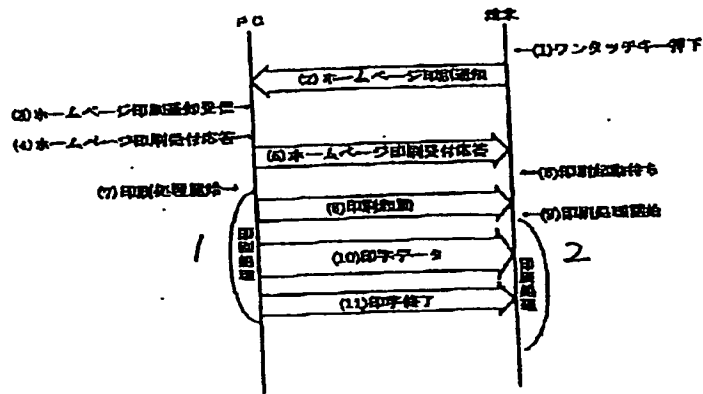 PC
端末
(1)ワンタッチキー押下
(2)ホームページ印刷通知
(3)ホームページ印刷通知受信
(4)ホームページ印刷受付応答
(5)ホームページ印刷受付応答
(6)印刷起動待ち
(7)印刷処理開始
(8)印刷起動
(9)印刷処理開始
1
印刷処理
(10)印字データ
2
印刷処理
(11)印字終了